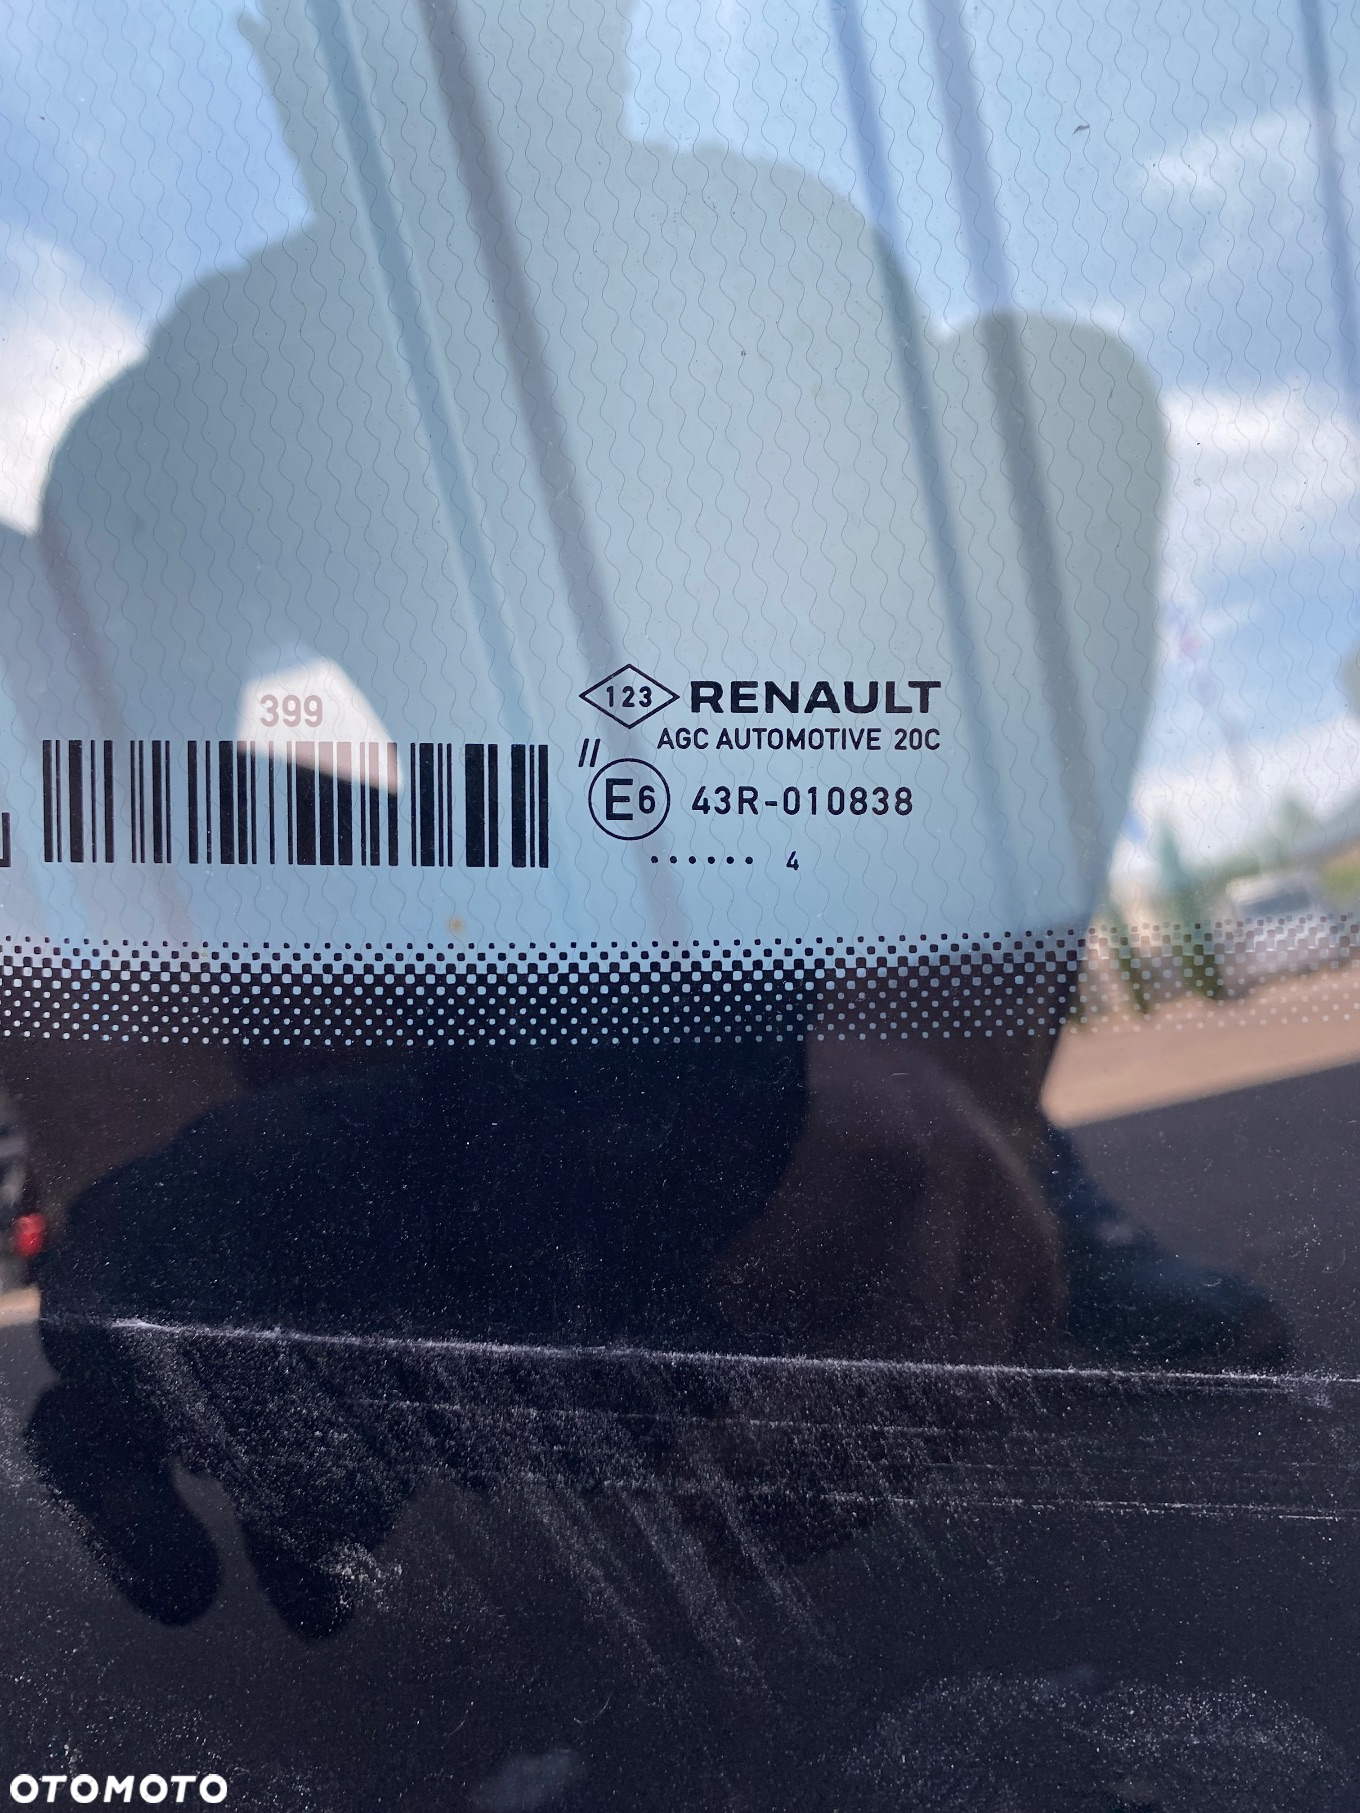 399
123 RENAULT
AGC AUTOMOTIVE 20C
//
E6 43R-010838
...... 4
OTOMOTO